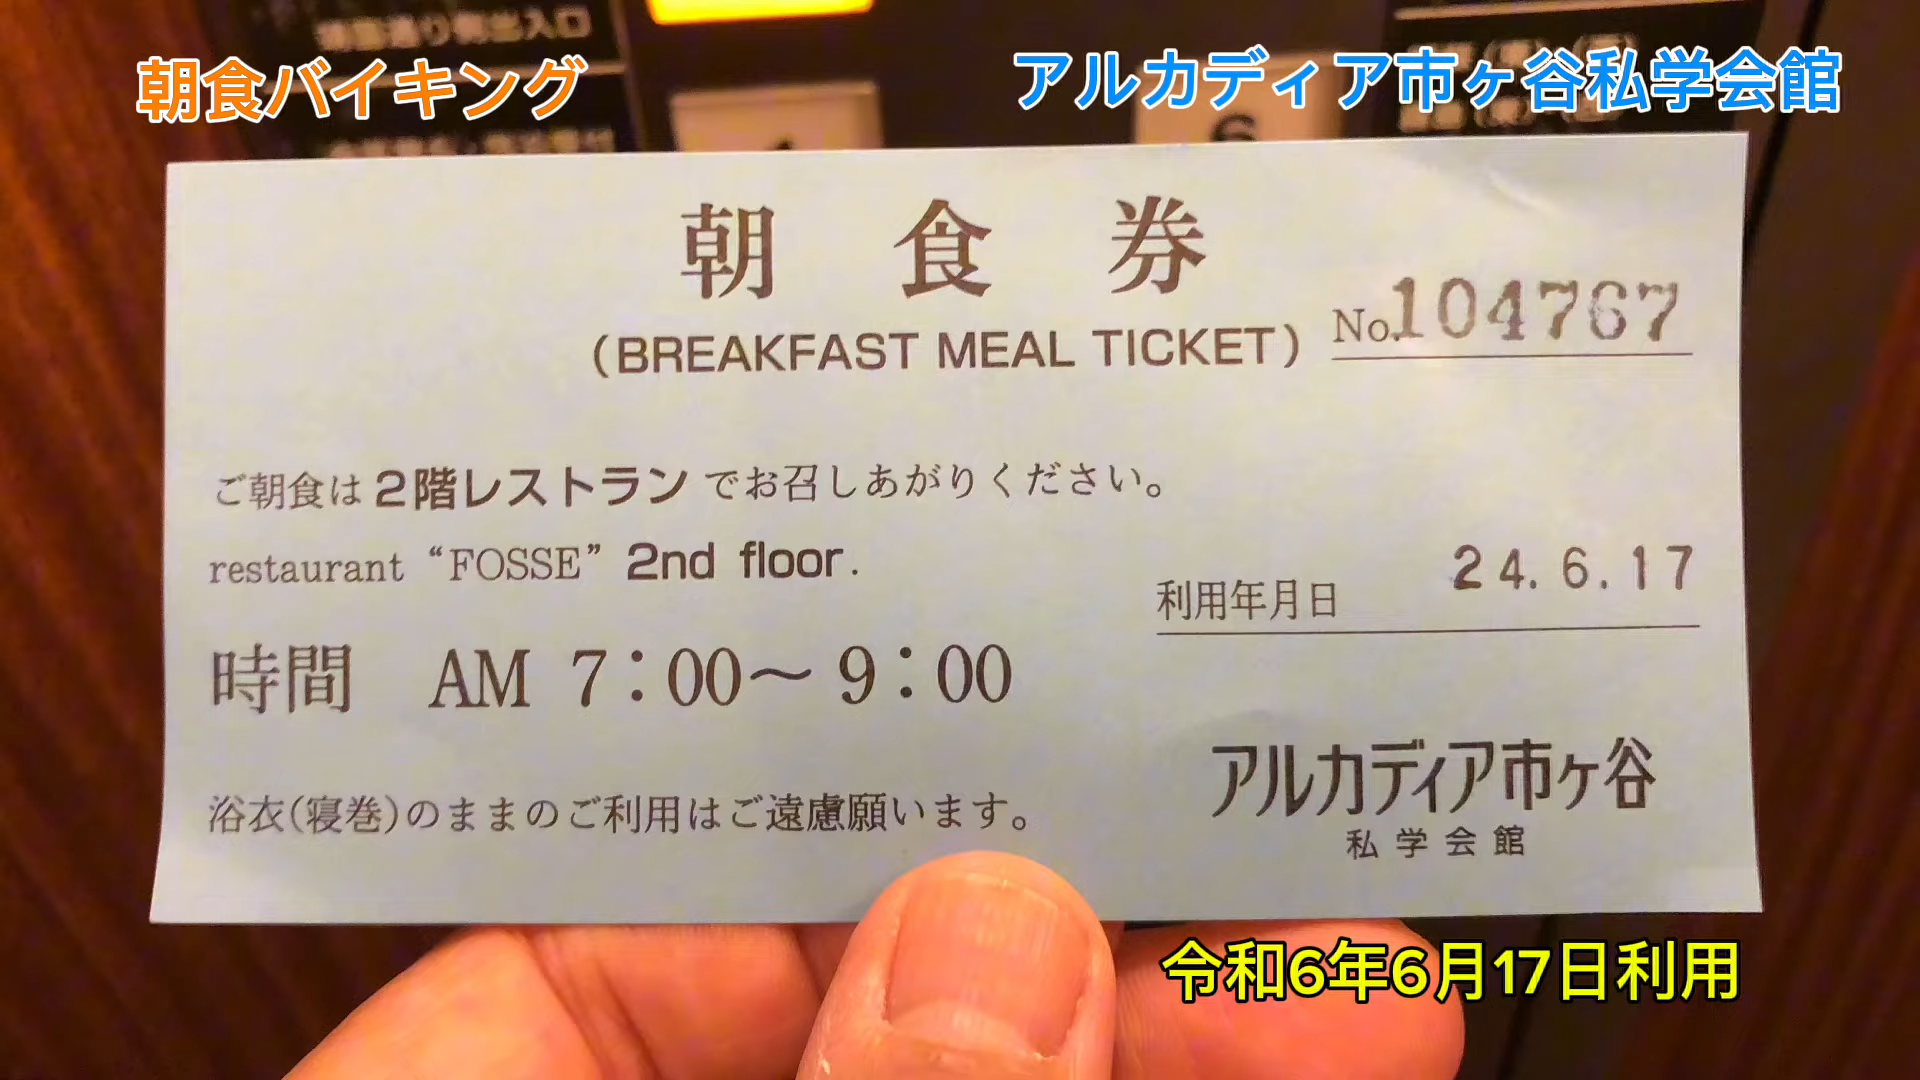 朝食バイキング
アルカディア市ヶ谷私学会館
6
朝食券
(BREAKFAST MEAL TICKET)
No.104767
ご朝食は2階レストランでお召しあがりください。
restaurant “FOSSE” 2nd floor.
利用年月日 24.6.17
時間 AM 7:00〜9:00
アルカディア市ヶ谷
私学会館
浴衣(寝巻)のままのご利用はご遠慮願います。
令和6年6月17日利用